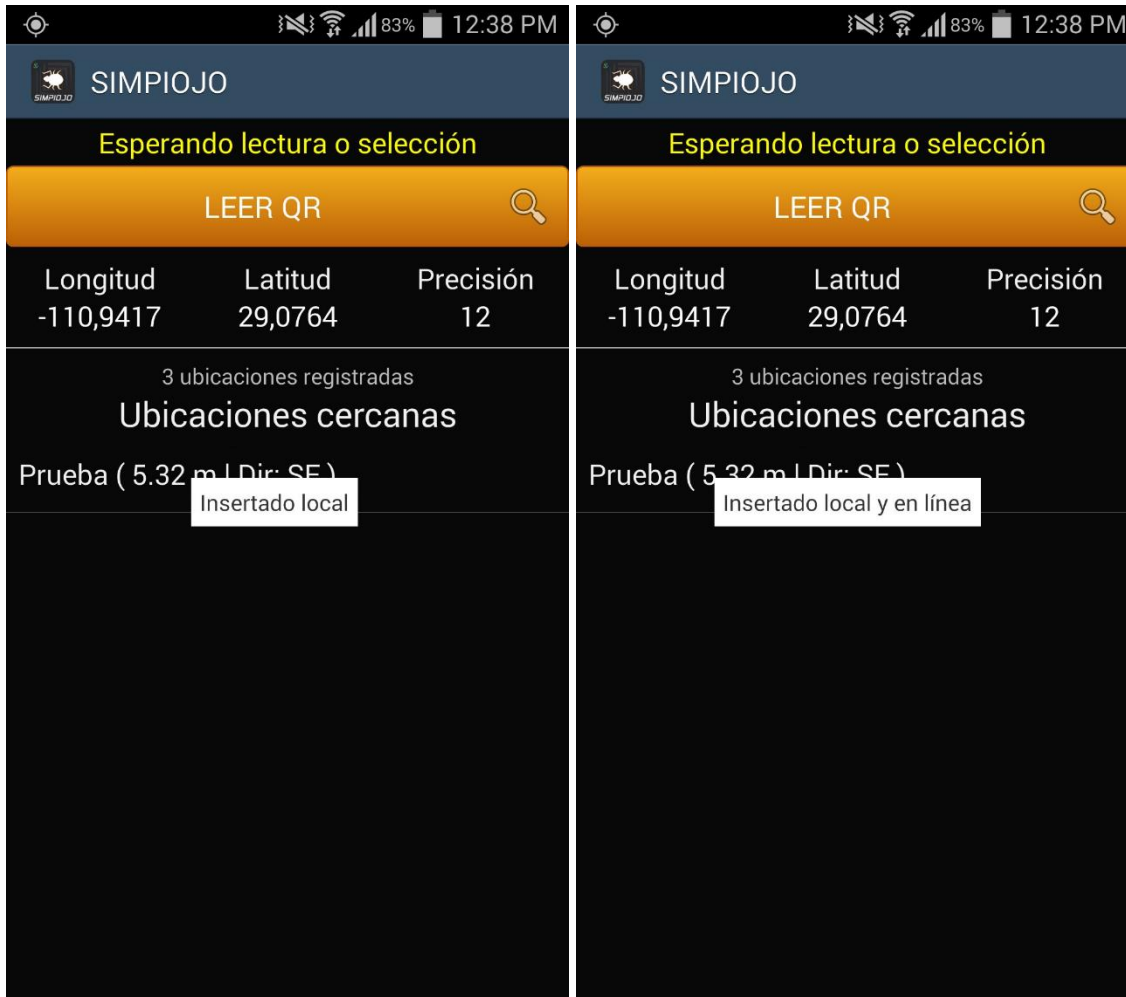 83% 12:38 PM
SIMPIOJO SIMPIOJO
Esperando lectura o selección
LEER QR
Longitud Latitud Precisión
-110,9417 29,0764 12
3 ubicaciones registradas
Ubicaciones cercanas
Prueba ( 5.32 m | Dir: SE )
Insertado local
83% 12:38 PM
SIMPIOJO SIMPIOJO
Esperando lectura o selección
LEER QR
Longitud Latitud Precisión
-110,9417 29,0764 12
3 ubicaciones registradas
Ubicaciones cercanas
Prueba ( 5.32 m | Dir: SE )
Insertado local y en línea